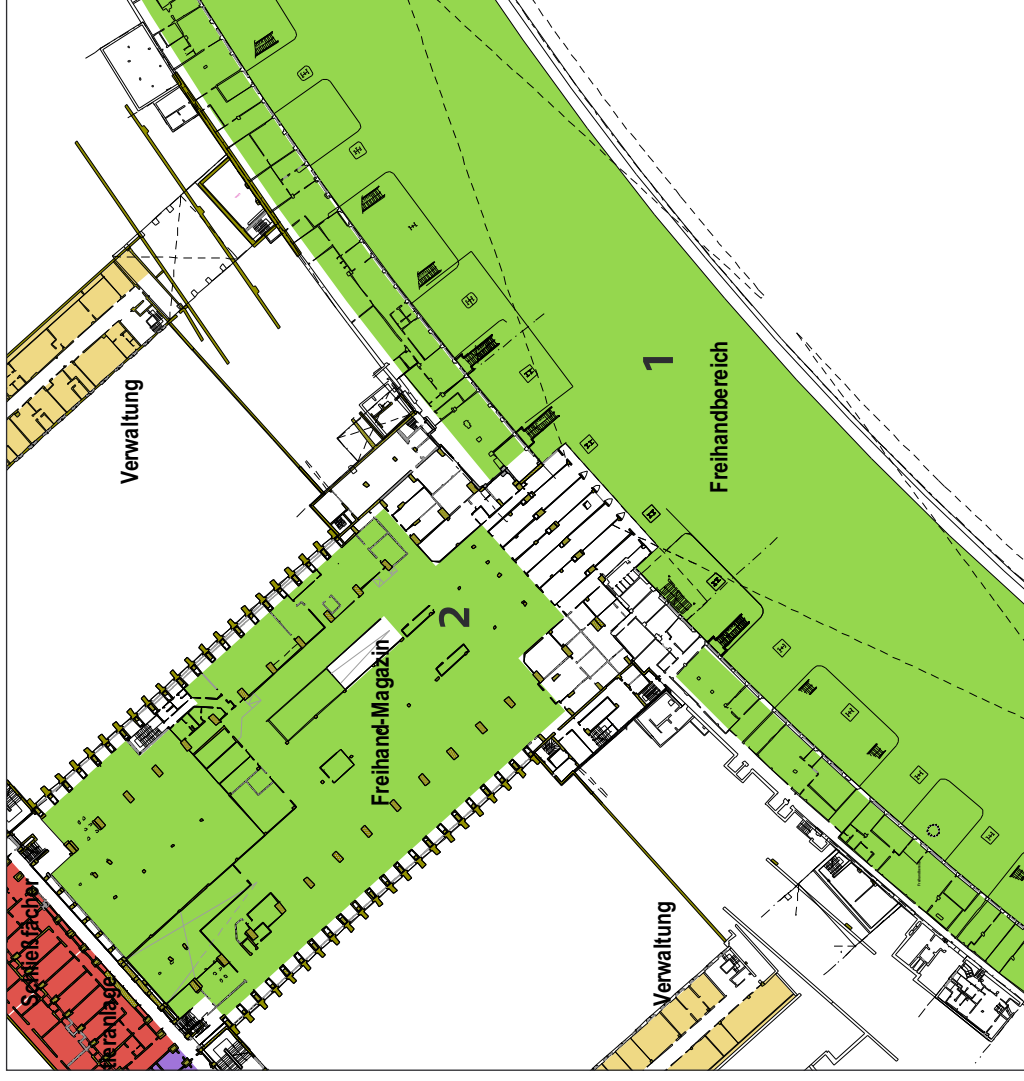 Verwaltung
1
Freihandbereich
2
Freihand-Magazin
Schließfächer
Verwaltung